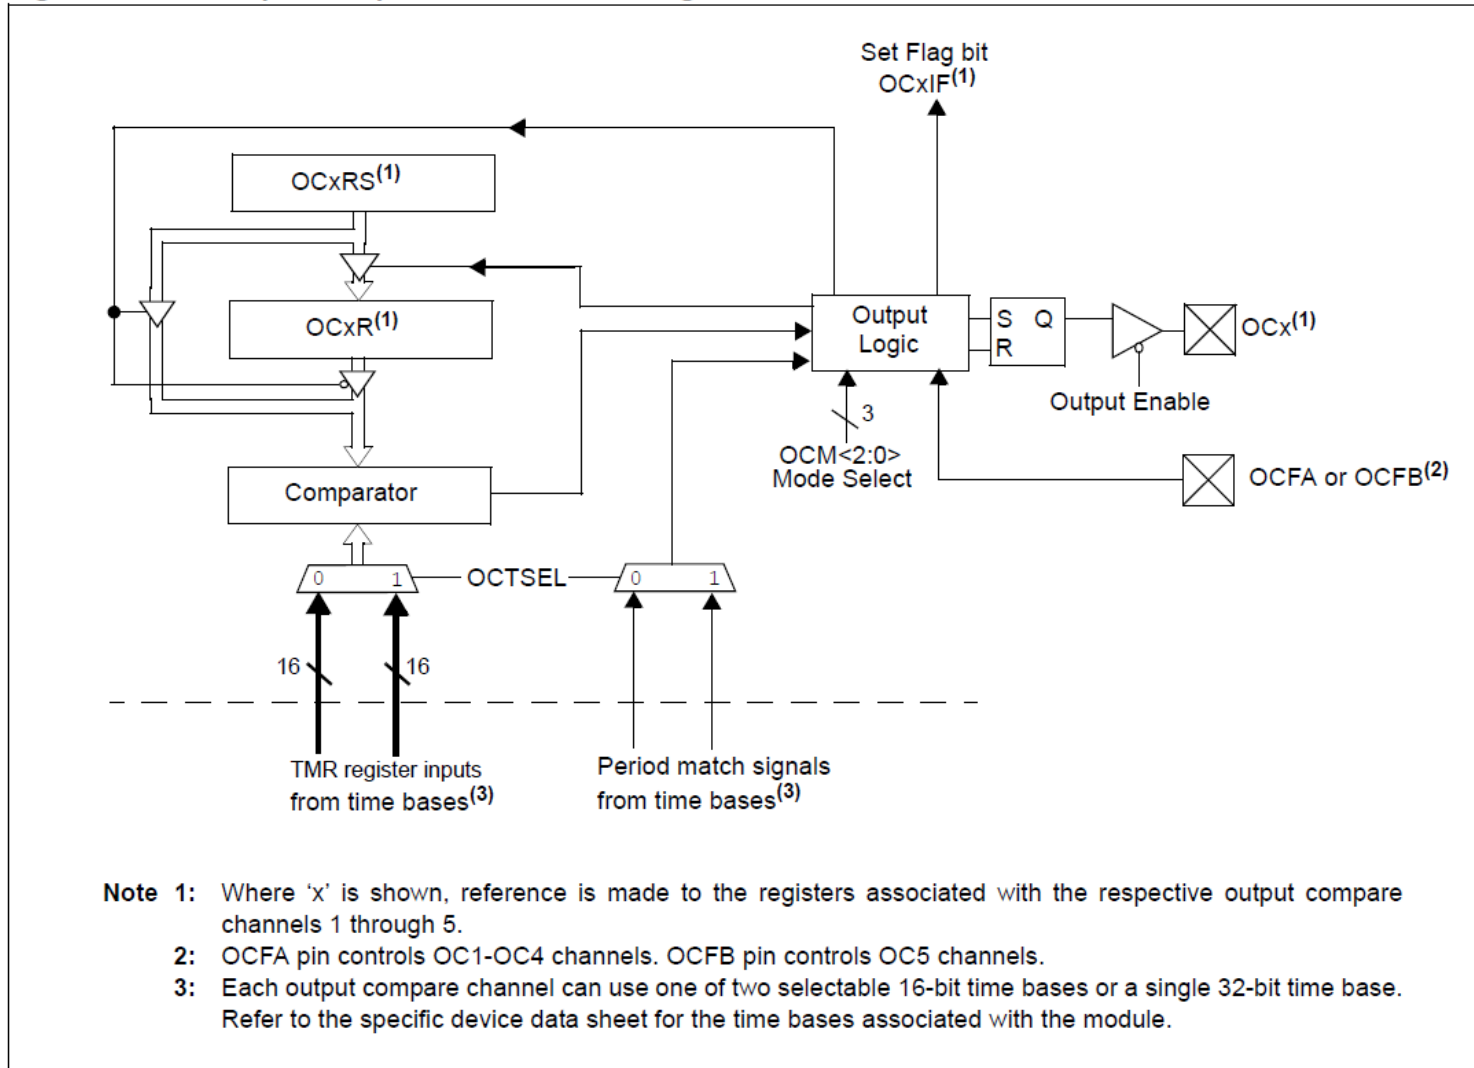 Set Flag bit
OCxIF(1)
OCxRS(1)
OCxR(1)
Output
Logic
S Q
R
OCx(1)
Output Enable
3
OCM<2:0>
Mode Select
OCFA or OCFB(2)
Comparator
0 1
OCTSEL
0 1
16
16
TMR register inputs
from time bases(3)
Period match signals
from time bases(3)
Note 1: Where ‘x’ is shown, reference is made to the registers associated with the respective output compare
channels 1 through 5.
2: OCFA pin controls OC1-OC4 channels. OCFB pin controls OC5 channels.
3: Each output compare channel can use one of two selectable 16-bit time bases or a single 32-bit time base.
Refer to the specific device data sheet for the time bases associated with the module.